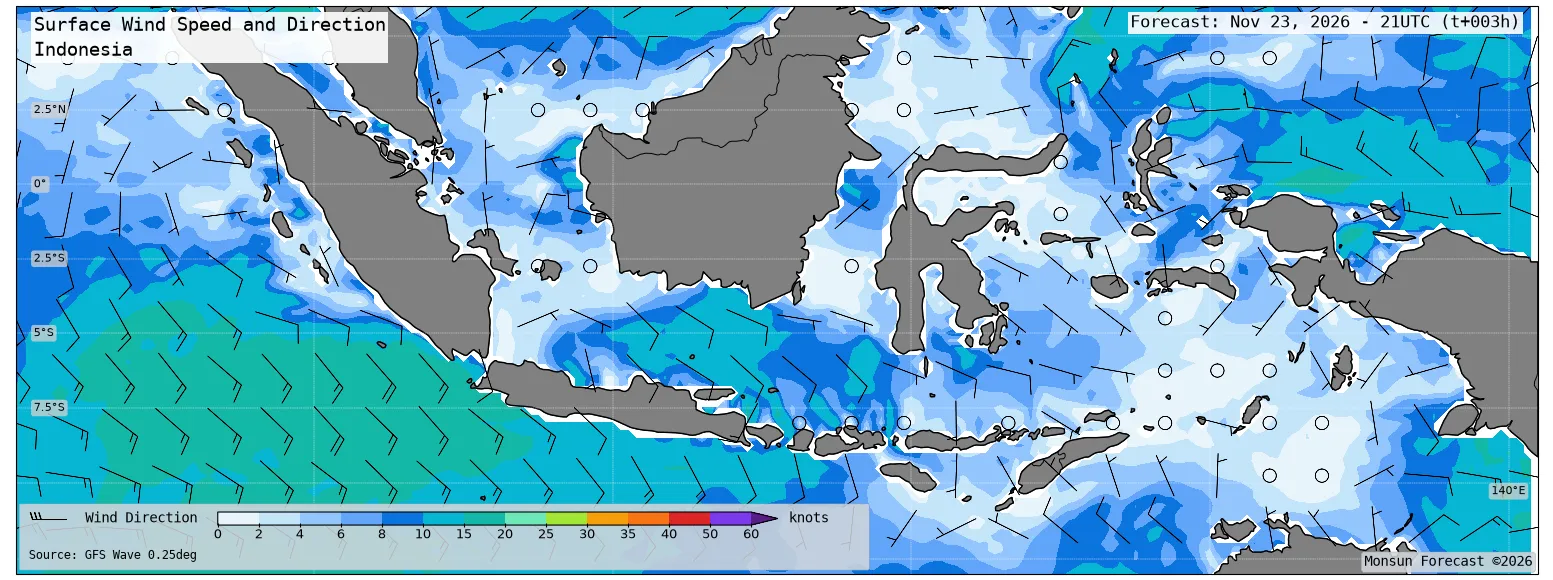 Surface Wind Speed and Direction
Indonesia
Forecast: Nov 23, 2026 - 21UTC (t+003h)
2.5°N
0°
2.5°S
5°S
7.5°S
140°E
Wind Direction
0 2 4 6 8 10 15 20 25 30 35 40 50 60
knots
Source: GFS Wave 0.25deg
Monsun Forecast ©2026